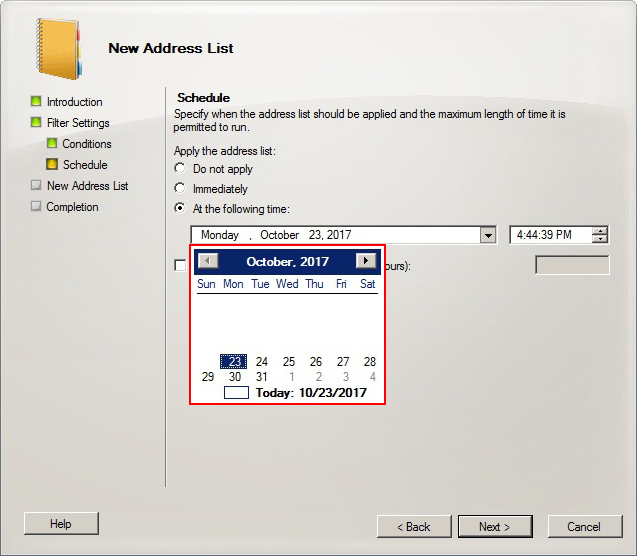 New Address List
Introduction
Filter Settings
Conditions
Schedule
New Address List
Completion
Schedule
Specify when the address list should be applied and the maximum length of time it is
permitted to run.
Apply the address list:
Do not apply
Immediately
At the following time:
Monday , October 23, 2017
4:44:39 PM
ours):
October, 2017
Sun Mon Tue Wed Thu Fri Sat
23 24 25 26 27 28
29 30 31 1 2 3 4
Today: 10/23/2017
Help
< Back
Next >
Cancel